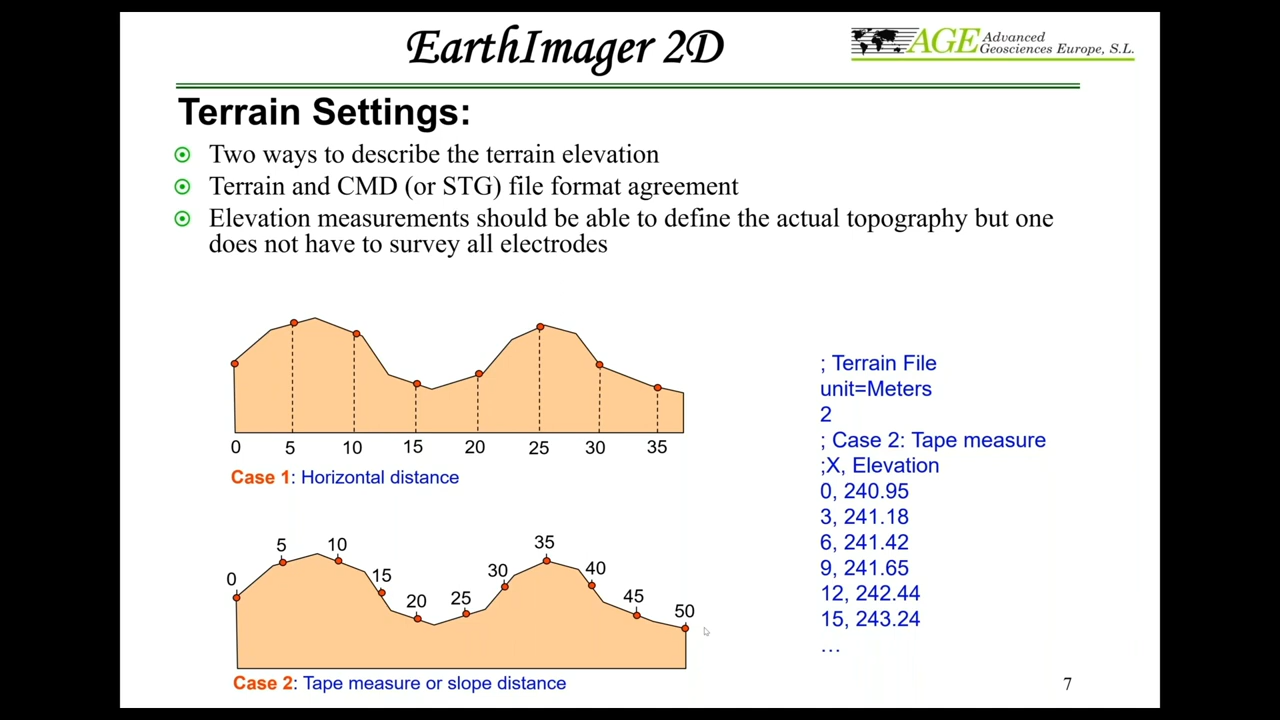 EarthImager 2D
AGE Advanced
Geosciences Europe, S.L.
Terrain Settings:
Two ways to describe the terrain elevation
Terrain and CMD (or STG) file format agreement
Elevation measurements should be able to define the actual topography but one
does not have to survey all electrodes
0 5 10 15 20 25 30 35
Case 1: Horizontal distance
0 5 10 15 20 25 30 35 40 45 50
Case 2: Tape measure or slope distance
; Terrain File
unit=Meters
2
; Case 2: Tape measure
;X, Elevation
0, 240.95
3, 241.18
6, 241.42
9, 241.65
12, 242.44
15, 243.24
…
7